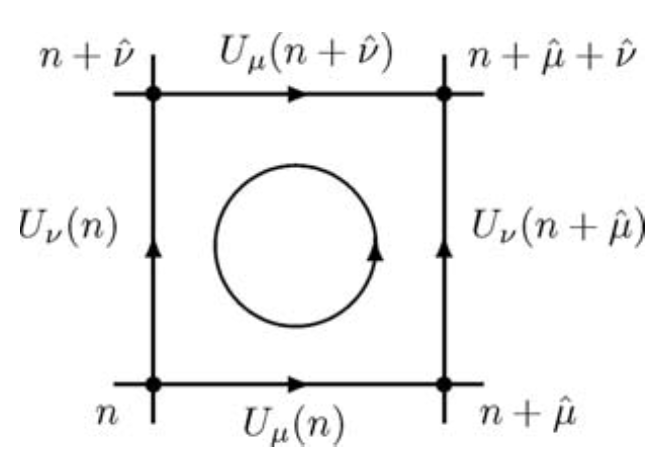 n + ν̂ U_μ(n + ν̂) n + μ̂ + ν̂
U_ν(n) U_ν(n + μ̂)
n U_μ(n) n + μ̂